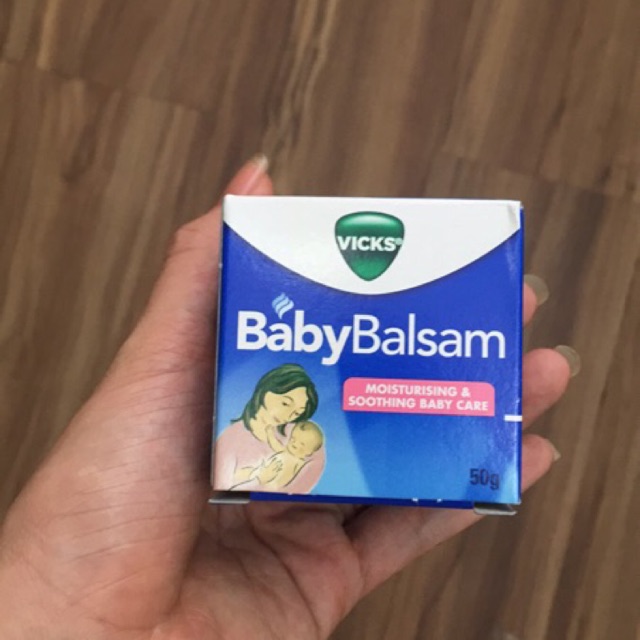 VICKS®
BabyBalsam
MOISTURISING &
SOOTHING BABY CARE
50g